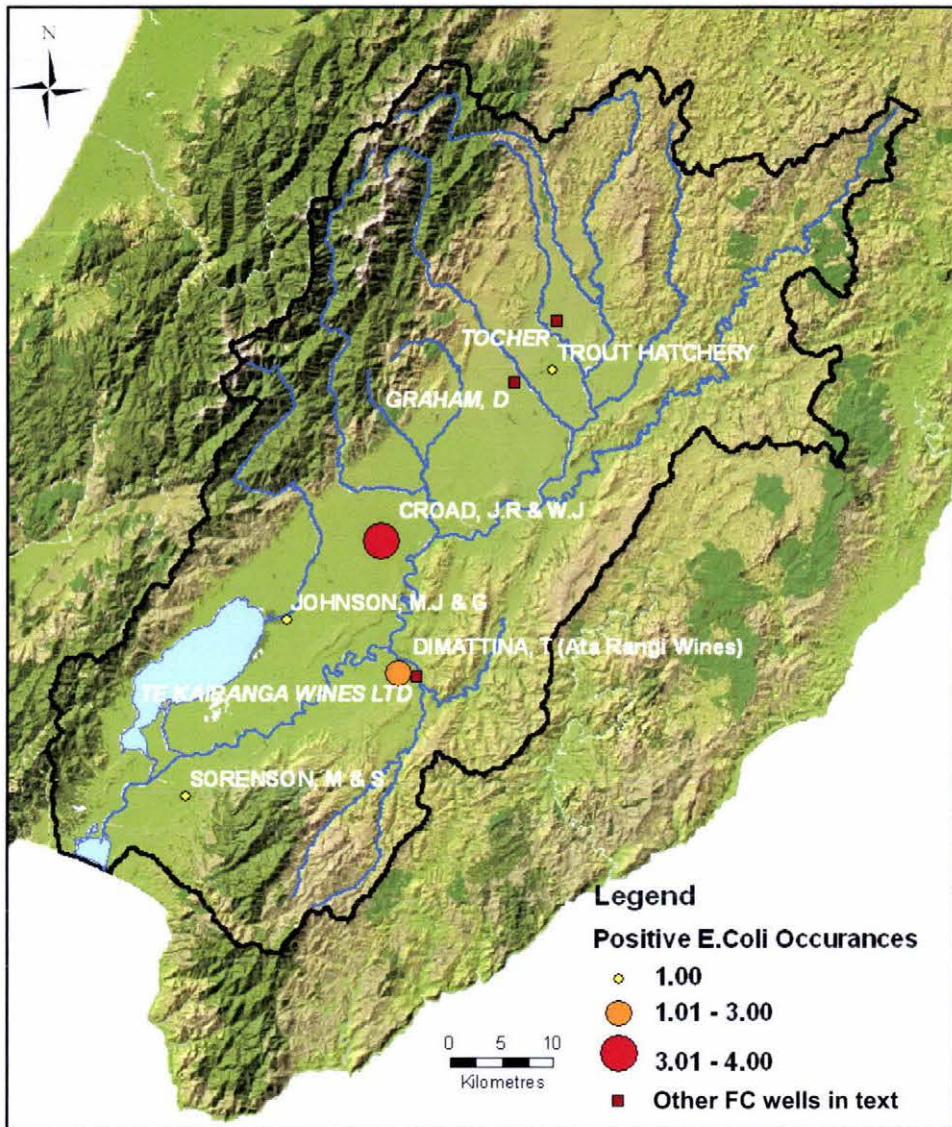 N
TOCHER
TROUT HATCHERY
GRAHAM, D
CROAD, J.R & W.J
JOHNSON, M.J & G
DIMATTINA, T (Ata Rangi Wines)
TE KAIRANGA WINES LTD
SORENSON, M & S
Legend
Positive E.Coli Occurances
1.00
1.01 - 3.00
3.01 - 4.00
Other FC wells in text
0 5 10
Kilometres